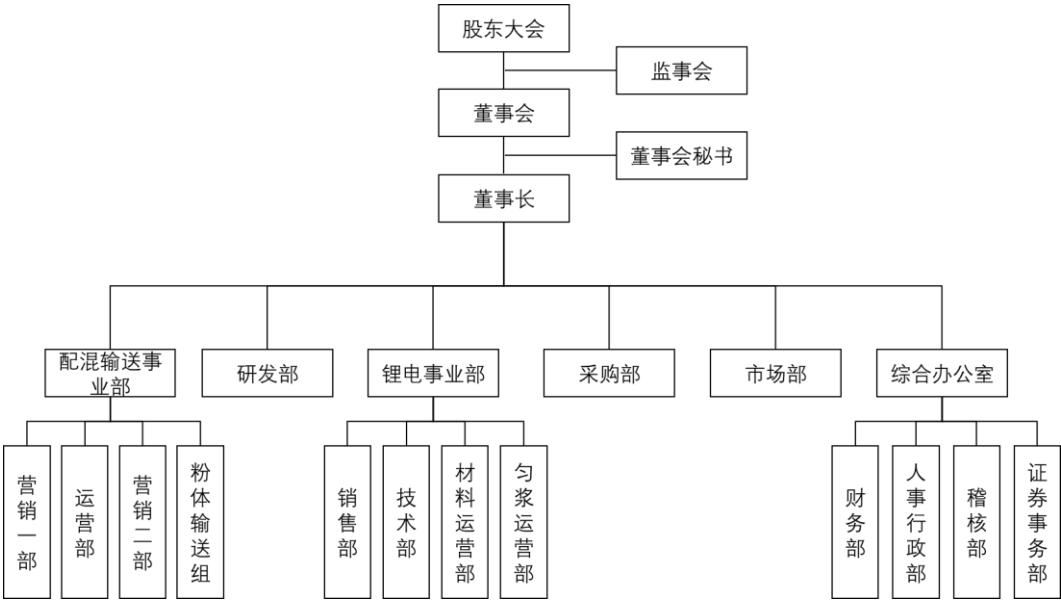 股东大会
监事会
董事会
董事会秘书
董事长
配混输送事
业部
研发部
锂电事业部
采购部
市场部
综合办公室
营销一部
运营部
营销二部
粉体输送组
销售部
技术部
材料运营部
匀浆运营部
财务部
人事行政部
稽核部
证券事务部